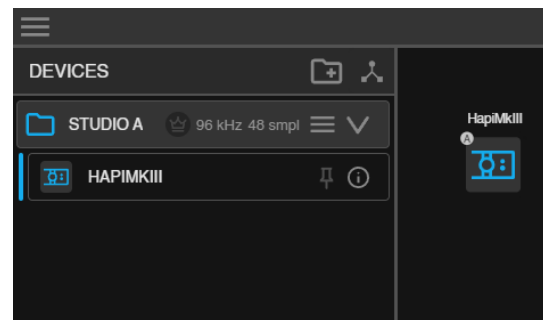 DEVICES
STUDIO A 96 kHz 48 smpl
HAPIMKIII
HapiMkIII
A